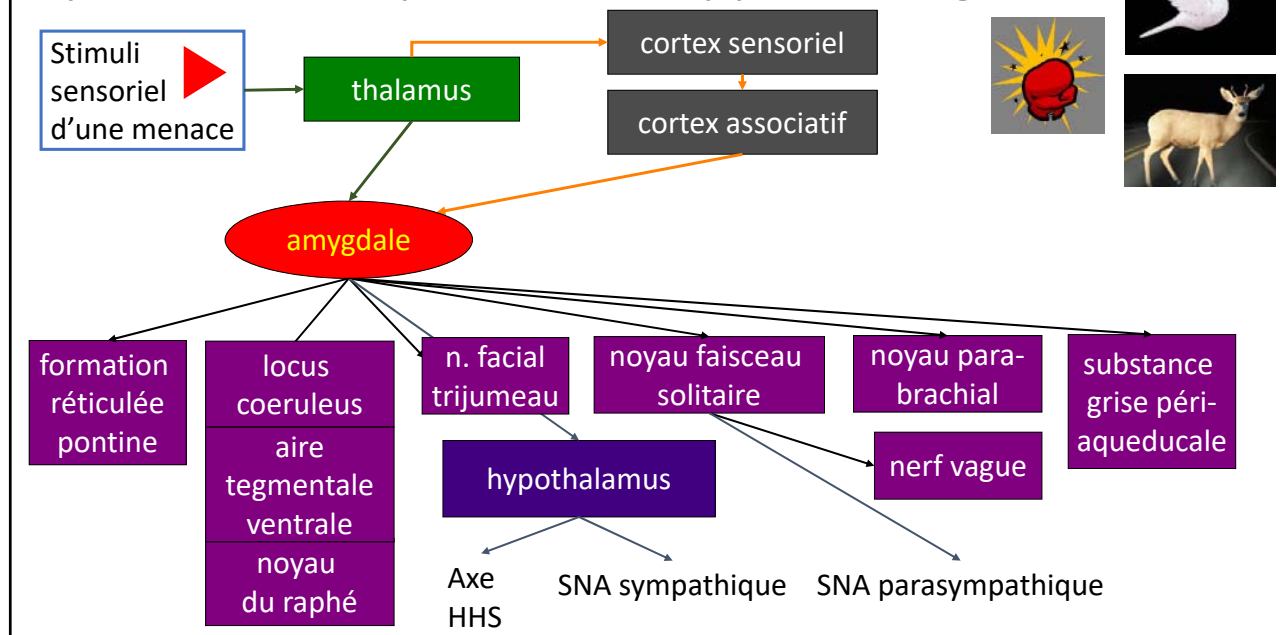 Stimuli
sensoriel
d'une menace
thalamus
cortex sensoriel
cortex associatif
amygdale
formation
réticulée
pontine
locus
coeruleus
aire
tegmentale
ventrale
noyau
du raphé
n. facial
trijumeau
noyau faisceau
solitaire
noyau para-
brachial
substance
grise péri-
aqueducale
hypothalamus
nerf vague
Axe
HHS
SNA sympathique
SNA parasympathique